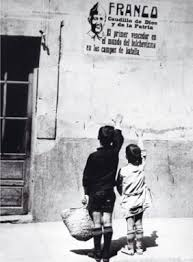 FRANCO
Caudillo de Dios
y de la Patria
El primer vencedor en
el mundo del bolchevismo
en los campos de batalla